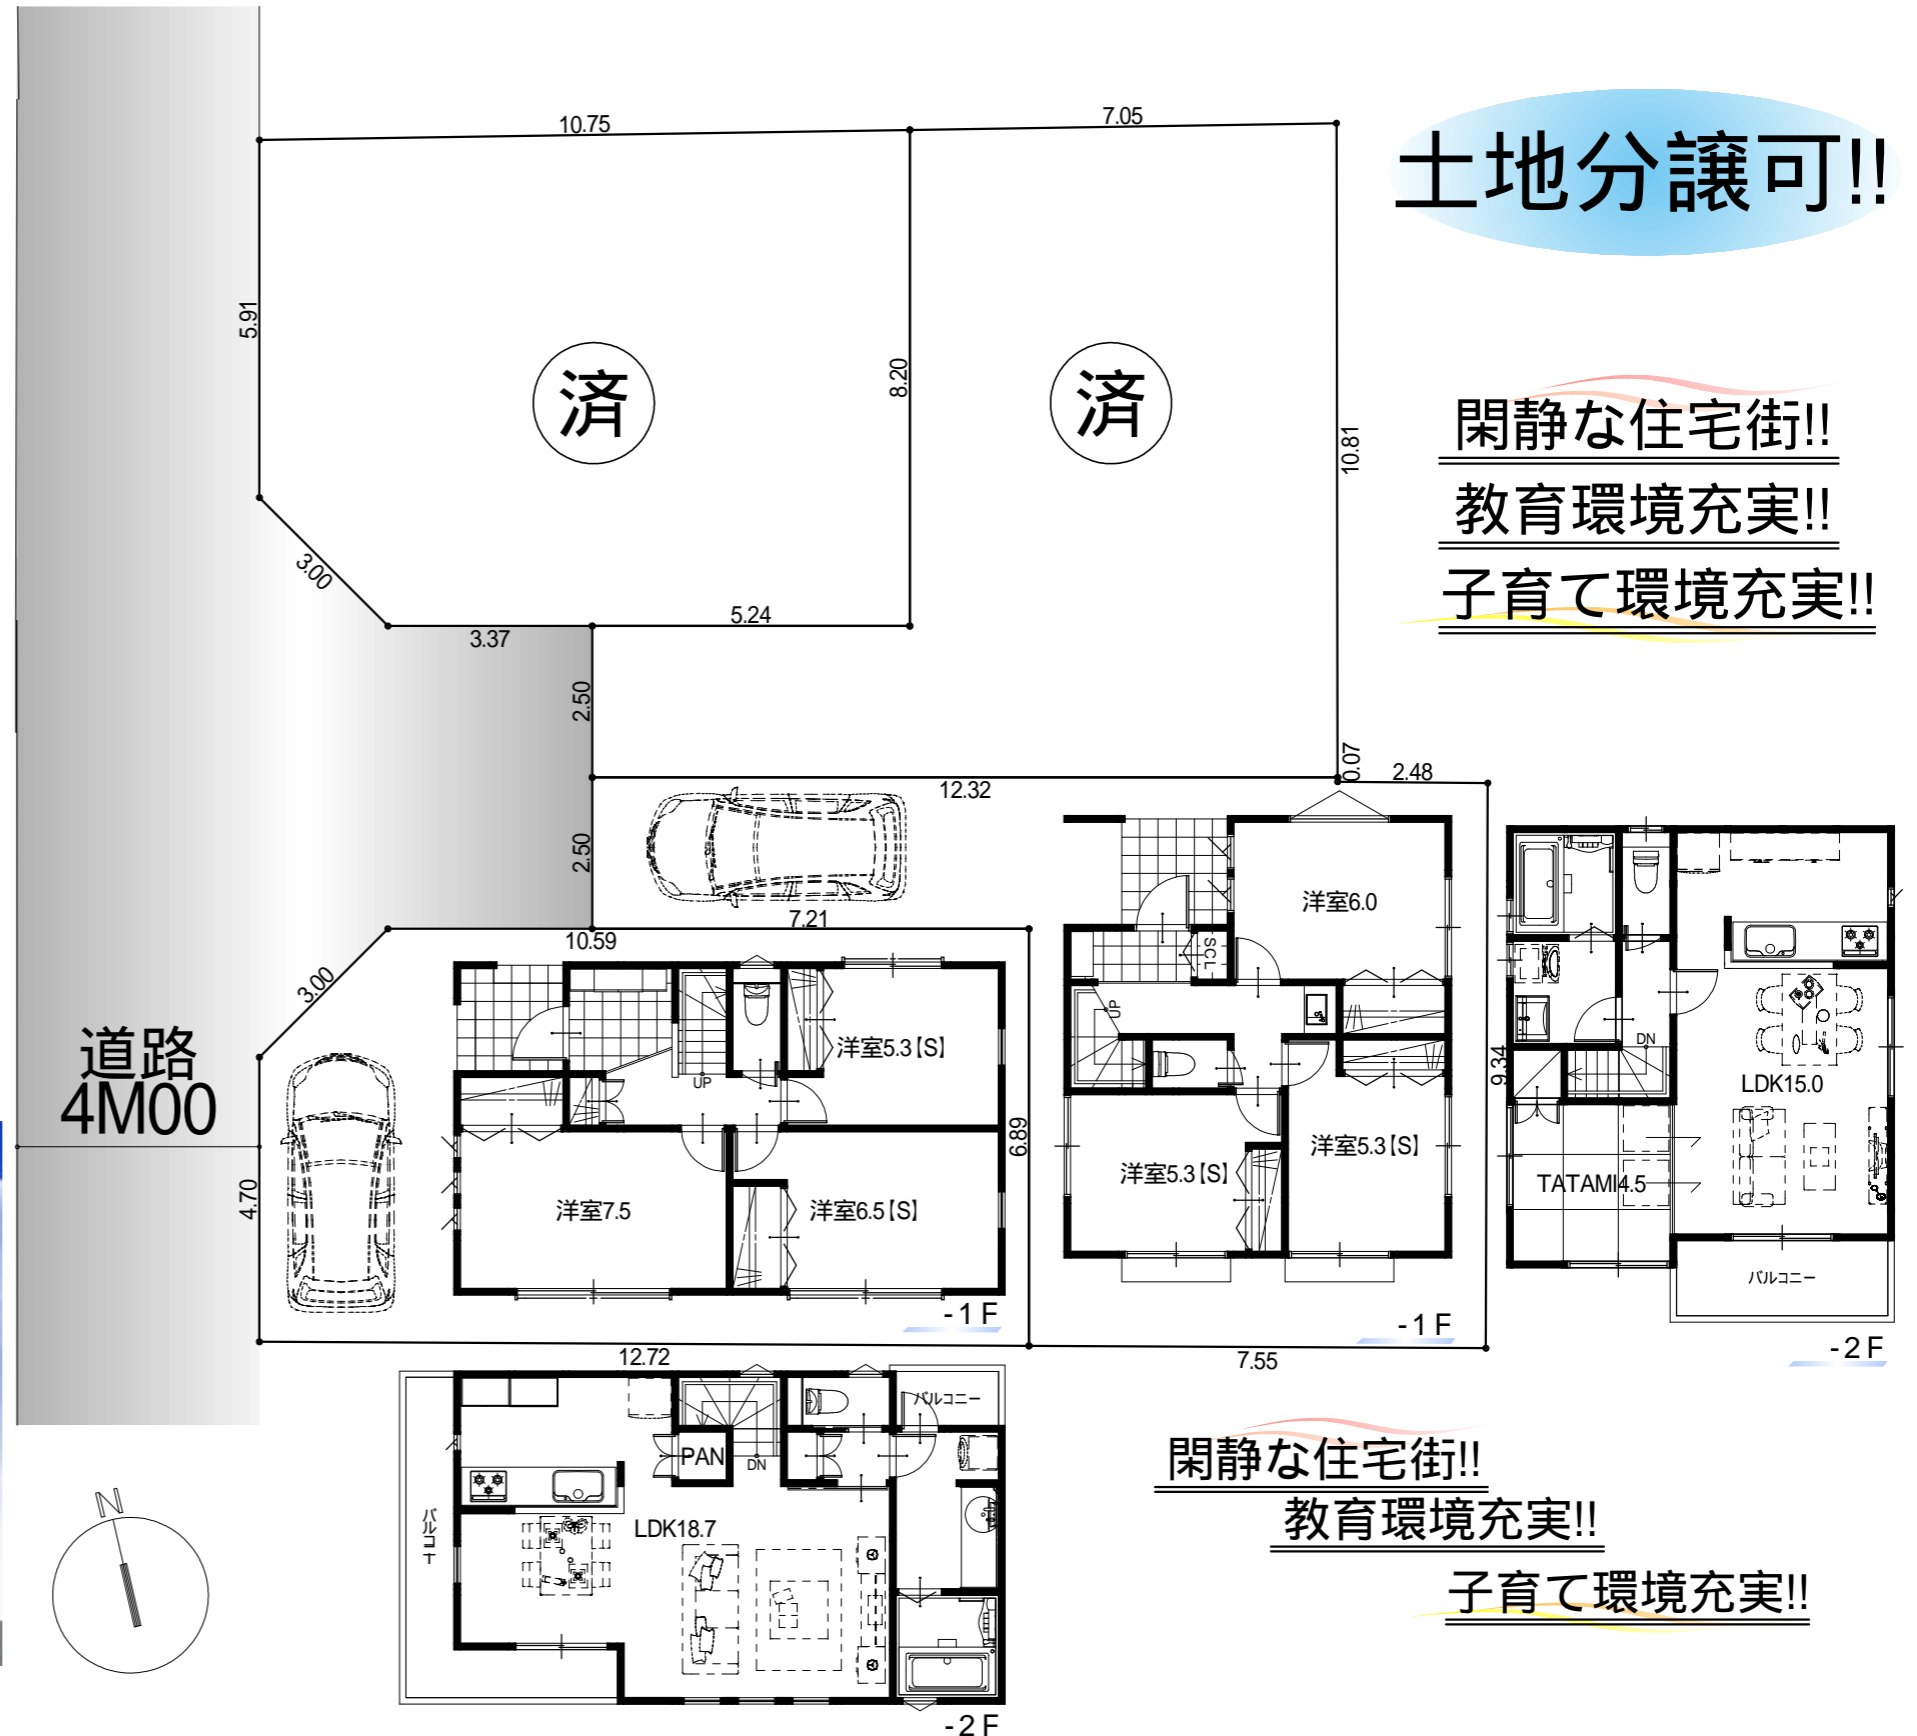 10.75
7.05
土地分譲可!!
5.91
8.20
済
済
10.81
閑静な住宅街!!
教育環境充実!!
子育て環境充実!!
3.00
3.37
5.24
2.50
0.07
2.48
12.32
2.50
7.21
10.59
3.00
道路
4M00
4.70
洋室5.3[S]
UP
洋室7.5
洋室6.5[S]
6.89
-1F
12.72
洋室6.0
SCL
UP
洋室5.3[S]
洋室5.3[S]
-1F
7.55
9.34
DN
LDK15.0
TATAMI4.5
バルコニー
-2F
バルコニー
PAN
DN
バルコニー
LDK18.7
-2F
N
閑静な住宅街!!
教育環境充実!!
子育て環境充実!!